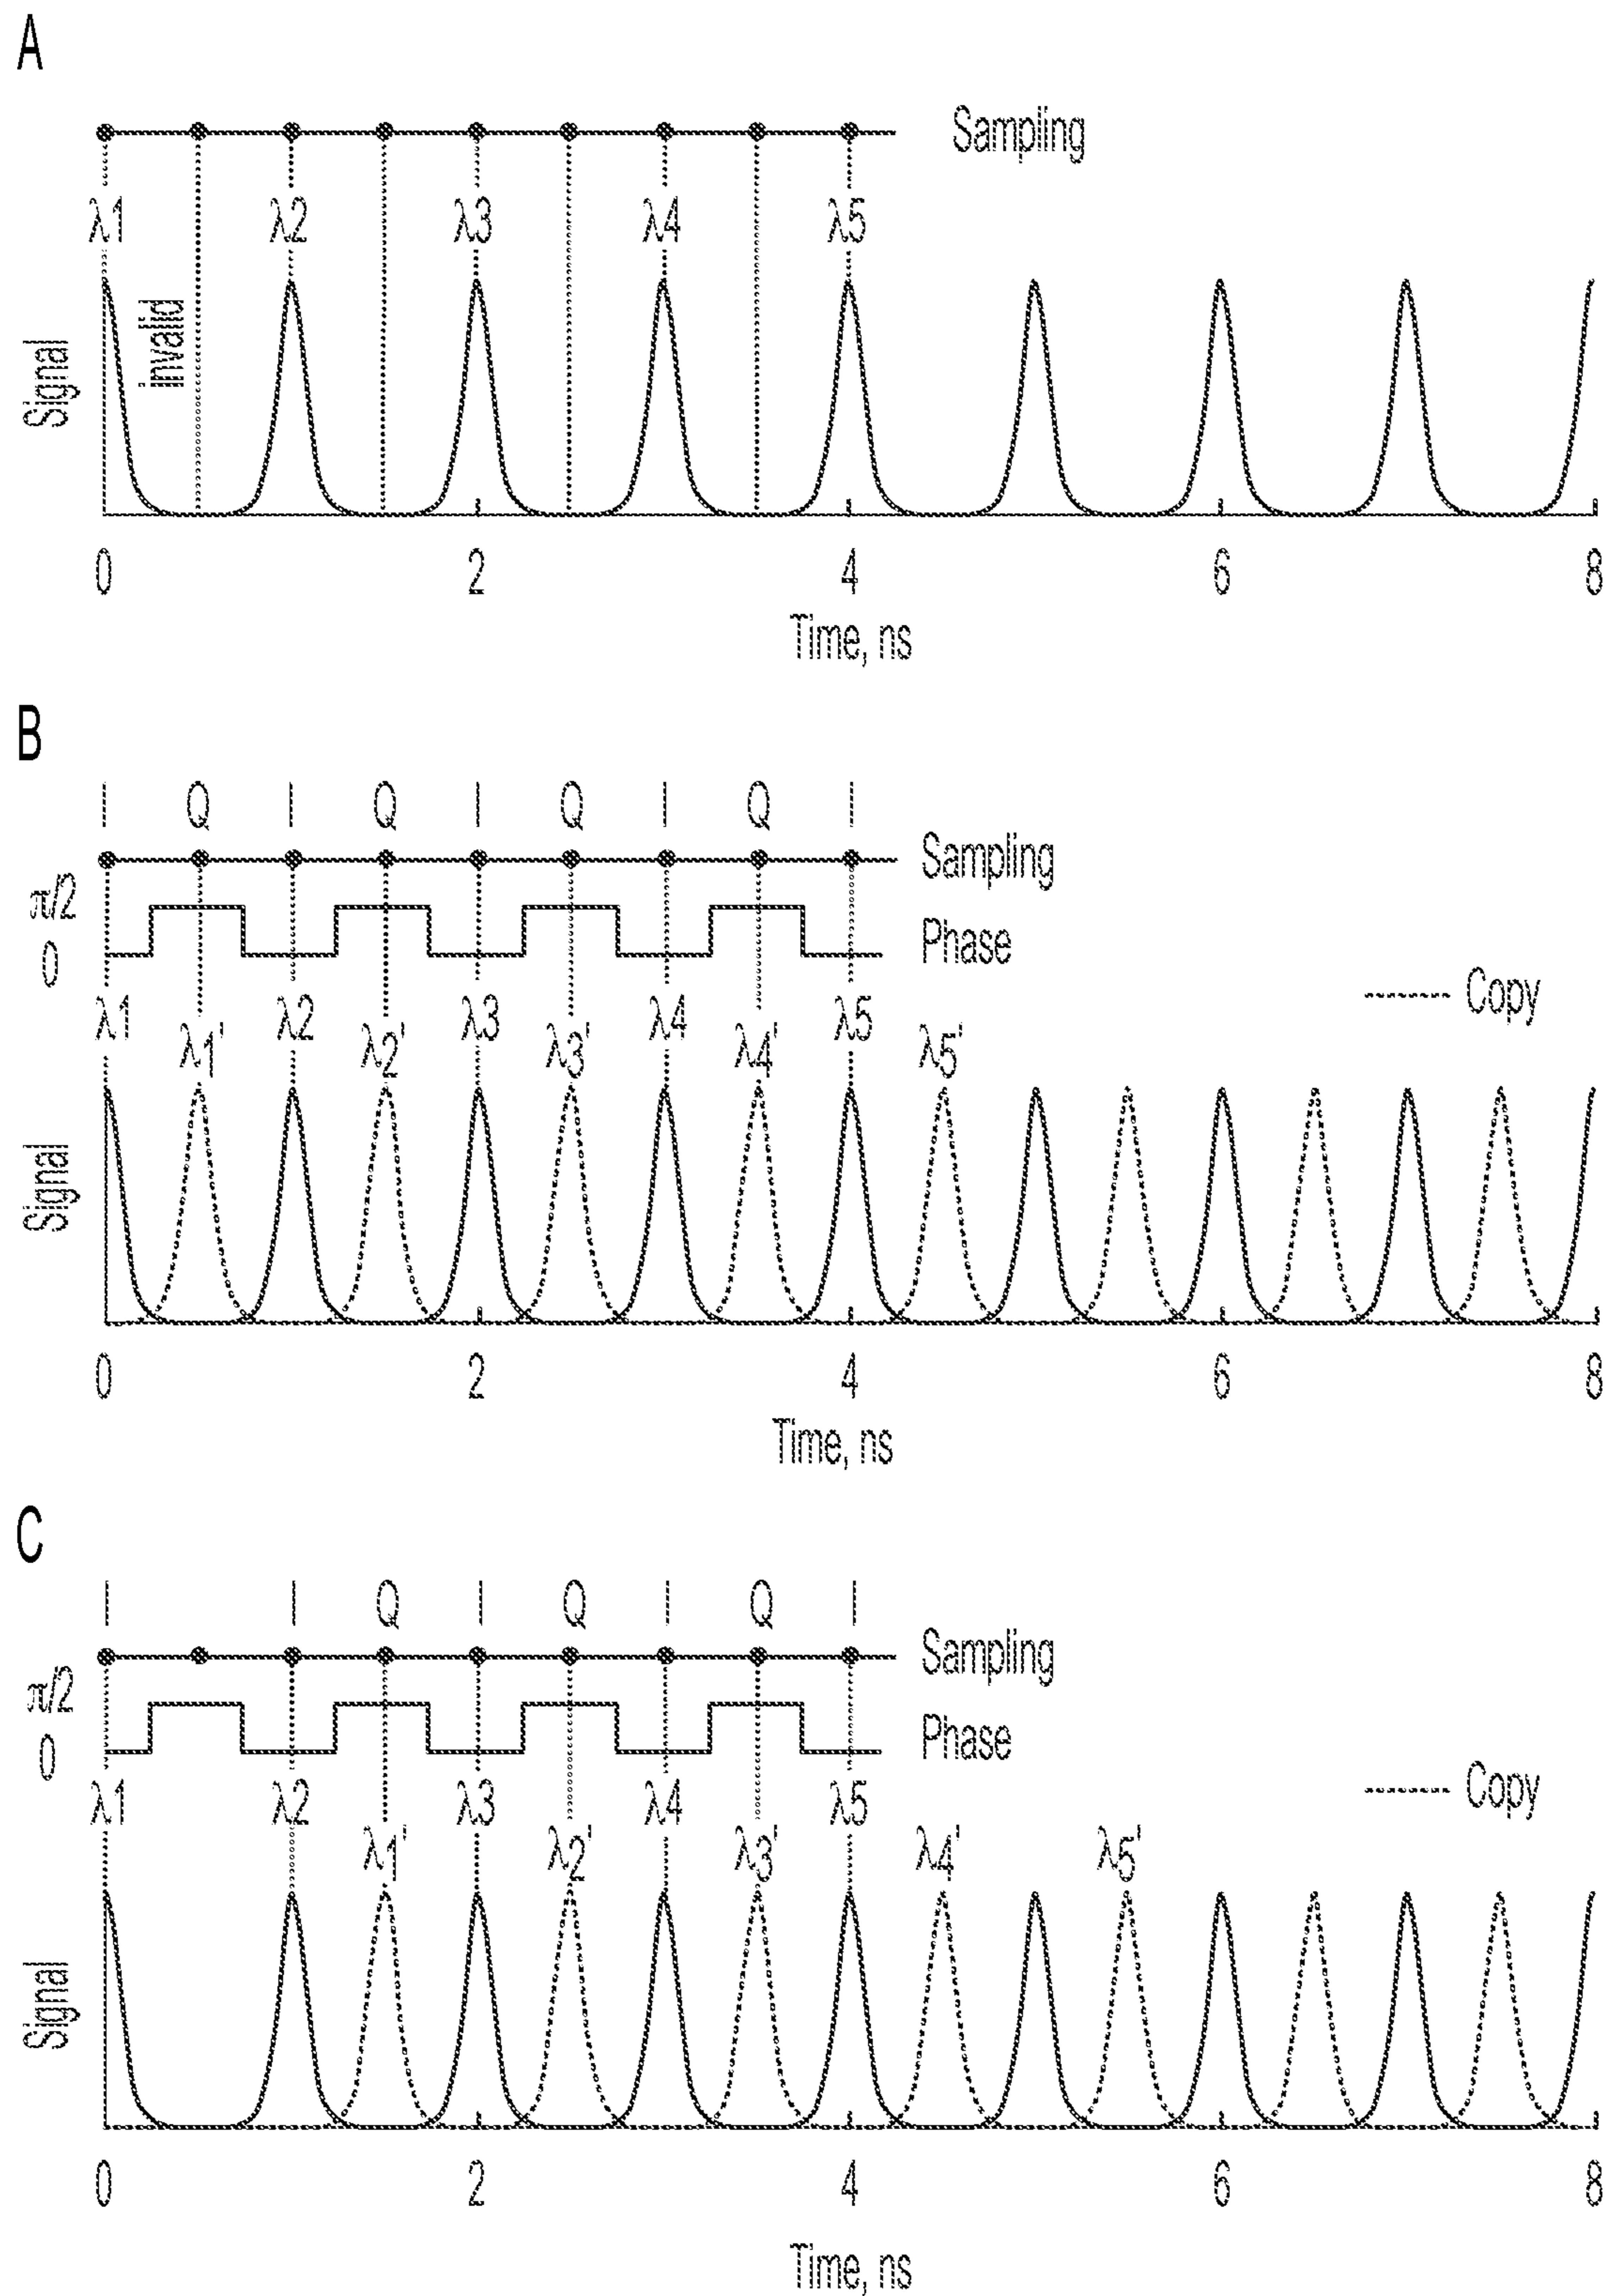 A
Sampling
λ1 λ2 λ3 λ4 λ5
invalid
Signal
0 2 4 6 8
Time, ns
B
I Q I Q I Q I Q I
Sampling
π/2
Phase
0
Copy
λ1 λ2 λ3 λ4 λ5
λ1' λ2' λ3' λ4' λ5'
Signal
0 2 4 6 8
Time, ns
C
I I Q I Q I Q I
Sampling
π/2
Phase
0
Copy
λ1 λ2 λ3 λ4 λ5
λ1' λ2' λ3' λ4' λ5'
Signal
0 2 4 6 8
Time, ns